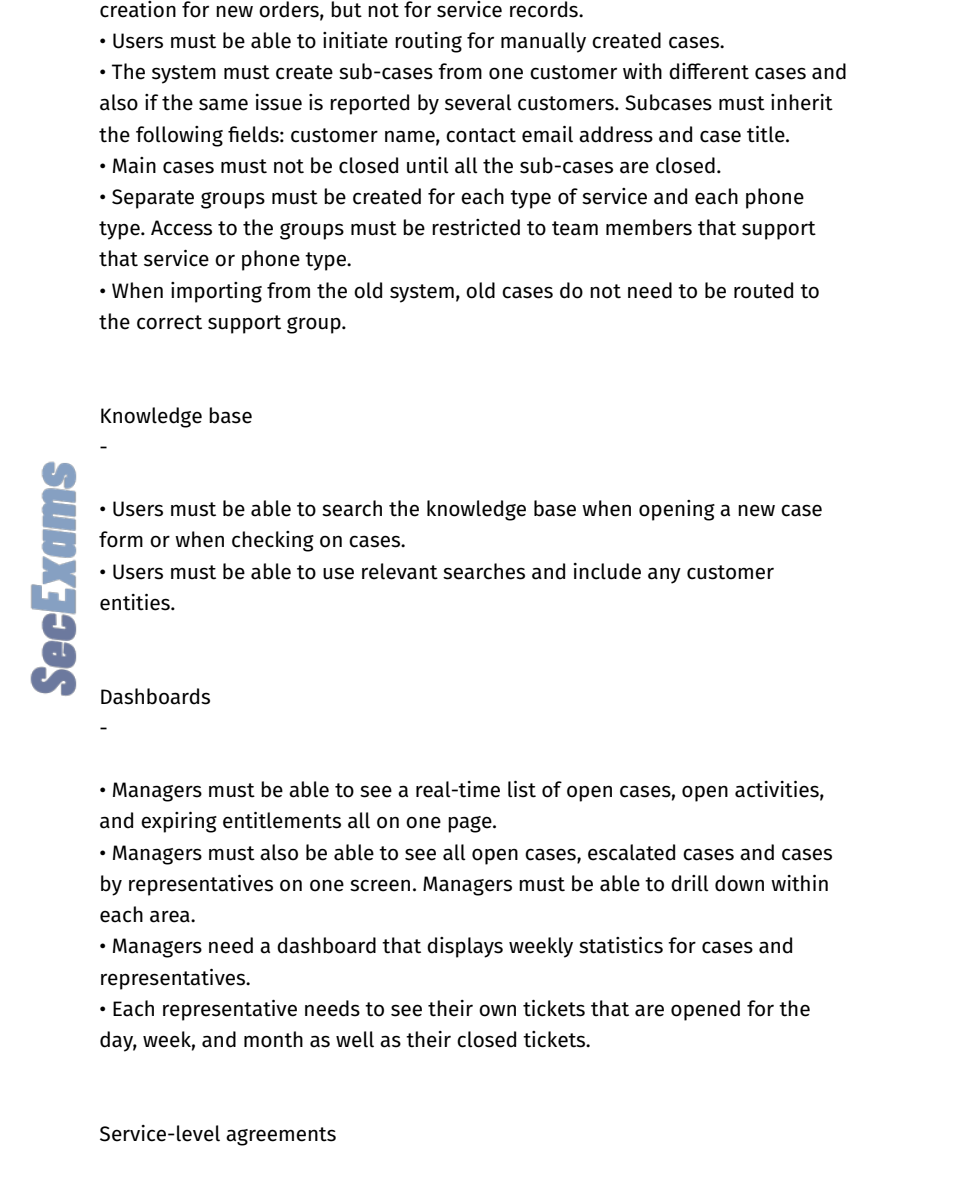 creation for new orders, but not for service records.
• Users must be able to initiate routing for manually created cases.
• The system must create sub-cases from one customer with different cases and
also if the same issue is reported by several customers. Subcases must inherit
the following fields: customer name, contact email address and case title.
• Main cases must not be closed until all the sub-cases are closed.
• Separate groups must be created for each type of service and each phone
type. Access to the groups must be restricted to team members that support
that service or phone type.
• When importing from the old system, old cases do not need to be routed to
the correct support group.
Knowledge base
-
• Users must be able to search the knowledge base when opening a new case
form or when checking on cases.
• Users must be able to use relevant searches and include any customer
entities.
SecExams
Dashboards
-
• Managers must be able to see a real-time list of open cases, open activities,
and expiring entitlements all on one page.
• Managers must also be able to see all open cases, escalated cases and cases
by representatives on one screen. Managers must be able to drill down within
each area.
• Managers need a dashboard that displays weekly statistics for cases and
representatives.
• Each representative needs to see their own tickets that are opened for the
day, week, and month as well as their closed tickets.
Service-level agreements